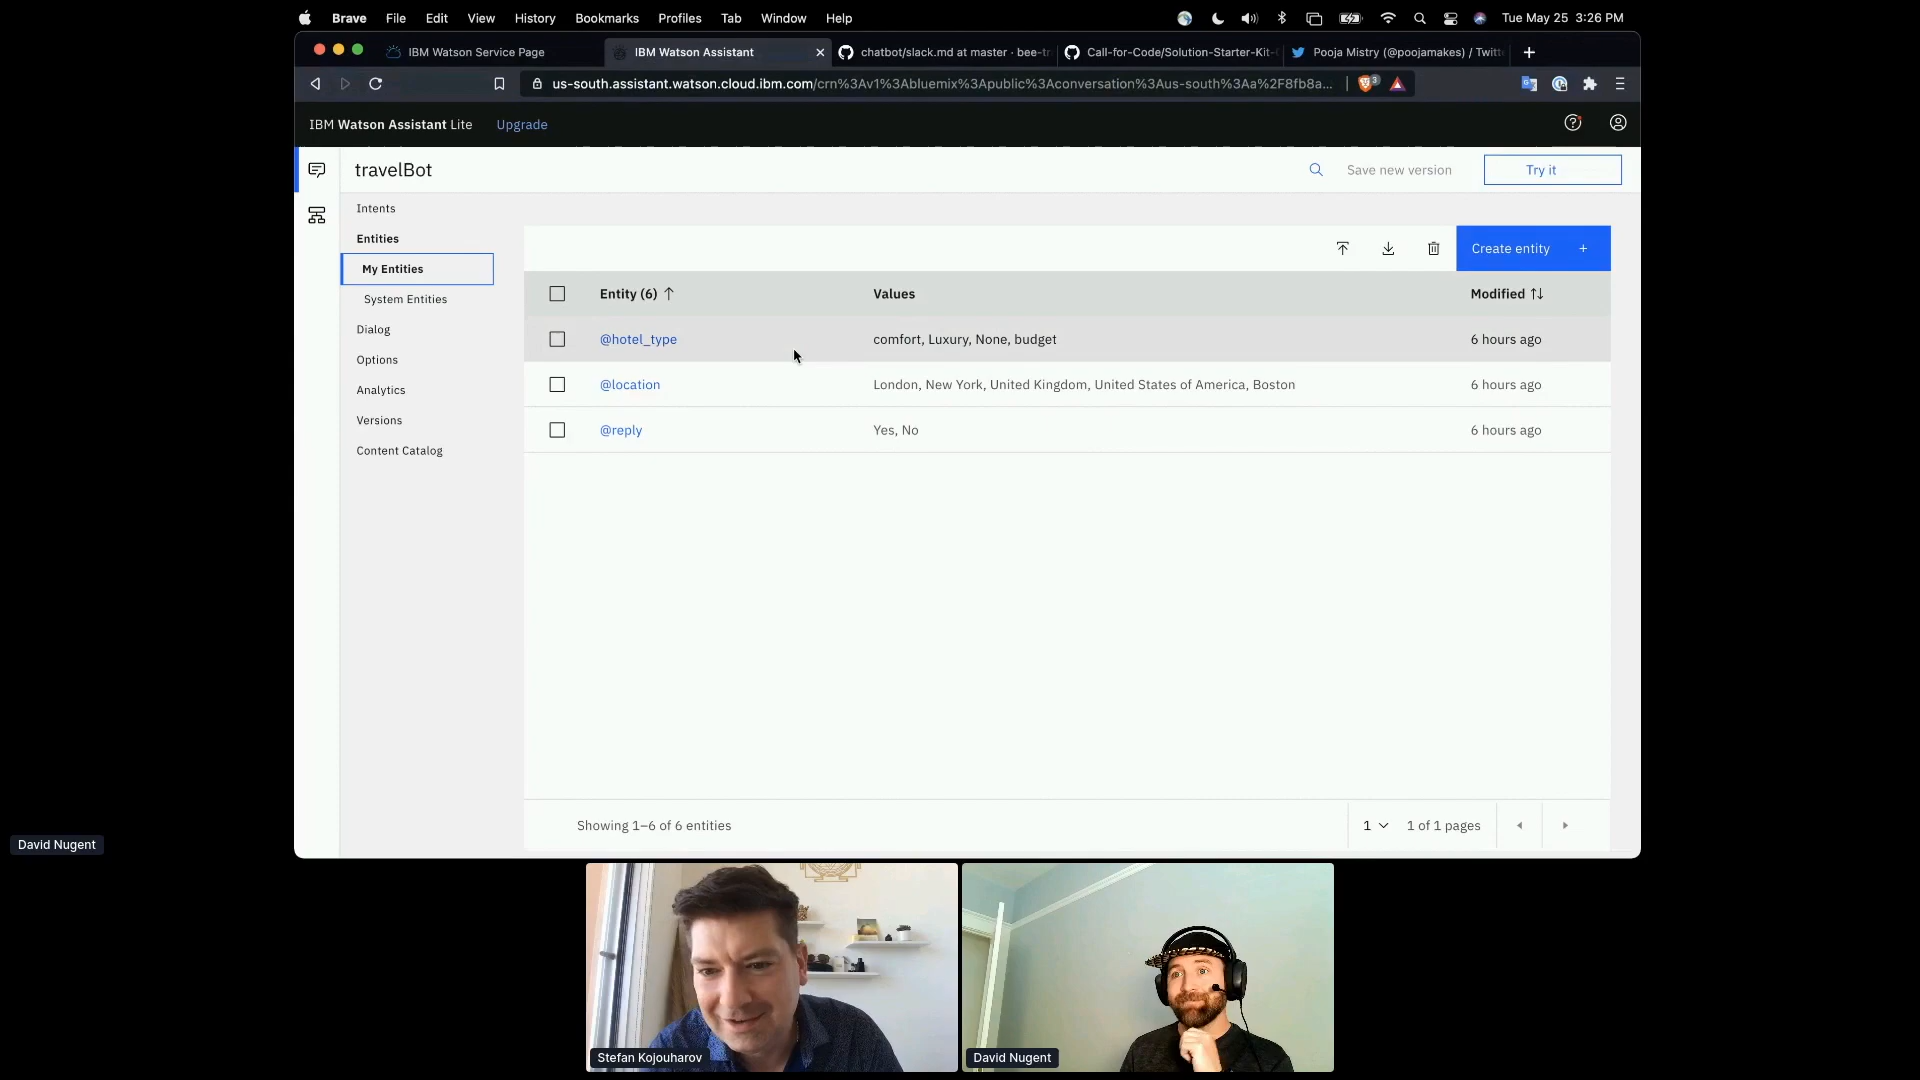 Brave File Edit View History Bookmarks Profiles Tab Window Help Tue May 25 3:26 PM
IBM Watson Service Page IBM Watson Assistant chatbot/slack.md at master · bee-tr Call-for-Code/Solution-Starter-Kit- Pooja Mistry (@poojamakes) / Twitt
us-south.assistant.watson.cloud.ibm.com/crn%3Av1%3Abluemix%3Apublic%3Aconversation%3Aus-south%3Aa%2F8fb8a... 3
IBM Watson Assistant Lite Upgrade
travelBot Save new version Try it
Intents
Entities
My Entities
System Entities
Dialog
Options
Analytics
Versions
Content Catalog
Create entity +
Entity (6) Values Modified
@hotel_type comfort, Luxury, None, budget 6 hours ago
@location London, New York, United Kingdom, United States of America, Boston 6 hours ago
@reply Yes, No 6 hours ago
Showing 1–6 of 6 entities 1 1 of 1 pages
David Nugent
Stefan Kojouharov
David Nugent